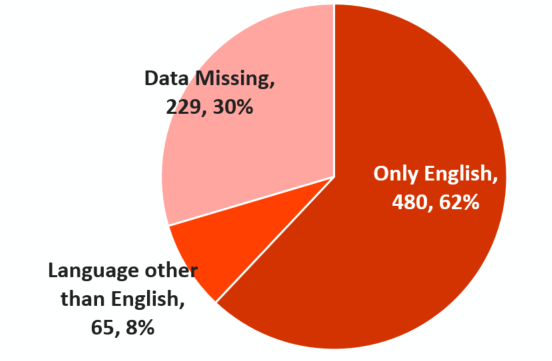 Data Missing,
229, 30%
Only English,
480, 62%
Language other
than English,
65, 8%